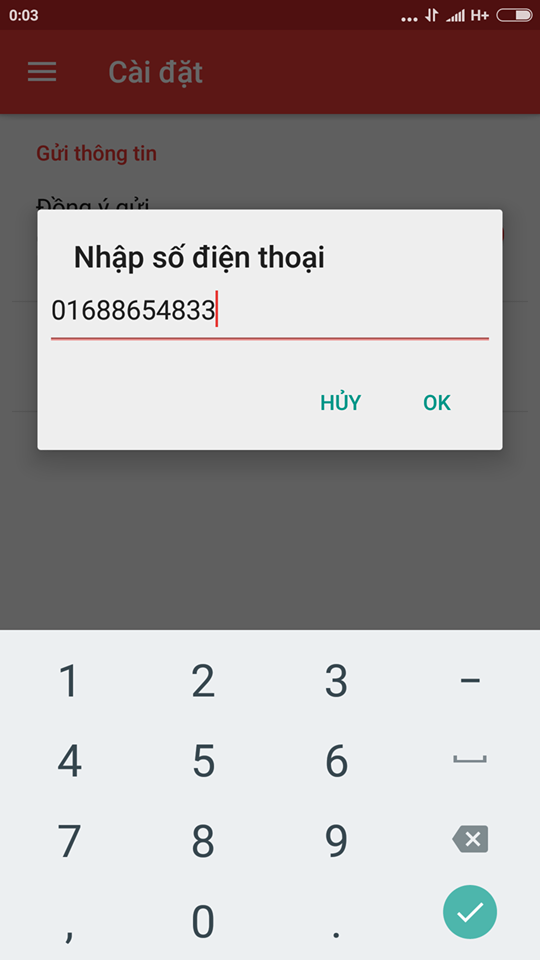 0:03
... H+
Cài đặt
Gửi thông tin
Đồng ý gửi
Nhập số điện thoại
01688654833
HỦY OK
1 2 3 –
4 5 6
7 8 9
, 0 .